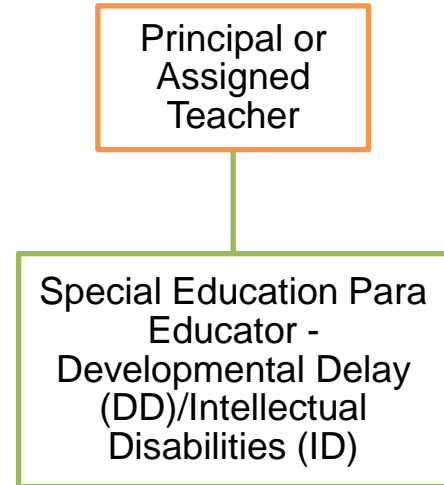 Principal or
Assigned
Teacher
Special Education Para
Educator -
Developmental Delay
(DD)/Intellectual
Disabilities (ID)